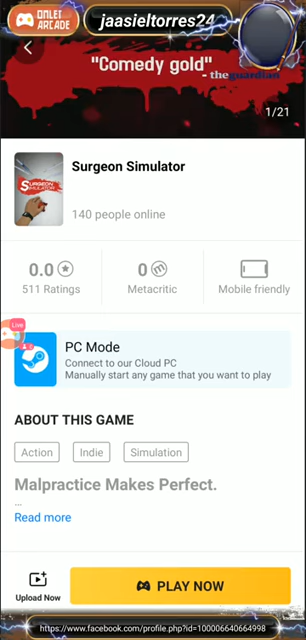 OMLET
ARCADE
jaasieltorres24
"Comedy gold"
- theguardian
1/21
SURGEON
SIMULATOR
Surgeon Simulator
140 people online
0.0
0
511 Ratings
Metacritic
Mobile friendly
Live
PC Mode
Connect to our Cloud PC
Manually start any game that you want to play
ABOUT THIS GAME
Action
Indie
Simulation
Malpractice Makes Perfect.
...
Read more
Upload Now
PLAY NOW
https://www.facebook.com/profile.php?id=100006640664998